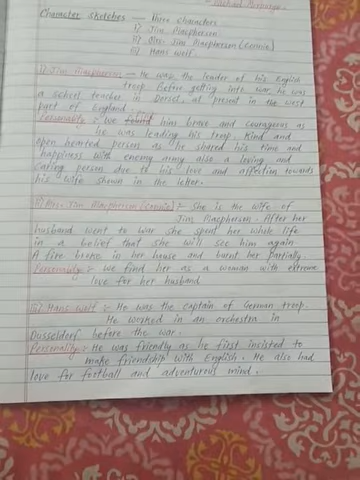 - Michael Morpurgo
Character sketches — Three characters
1) Jim Macpherson
2) Mrs. Jim Macpherson (Connie)
3) Hans wolf.
1) Jim Macpherson — He was the leader of his English
troop. Before getting into war, he was
a school teacher in Dorset, at present in the west
part of England.
Personality :- We him brave and courageous as
he was leading his troop. Kind and
open hearted person as he shared his time and
happiness with enemy army also a loving and
caring person due to his love and affection towards
his wife shown in the letter.
Mrs. Jim Macpherson (Connie) :- She is the wife of
Jim Macpherson. After her
husband went to war she spent her whole life
in a belief that she will see him again.
A fire broke in her house and burnt her partially.
Personality :- We find her as a woman with extreme
love for her husband
Hans wolf :- He was the captain of German troop.
He worked in an orchestra in
Dusseldorf before the war.
Personality :- He was friendly as he first incisted to
make friendship with English. He also had
love for football and adventurous mind.